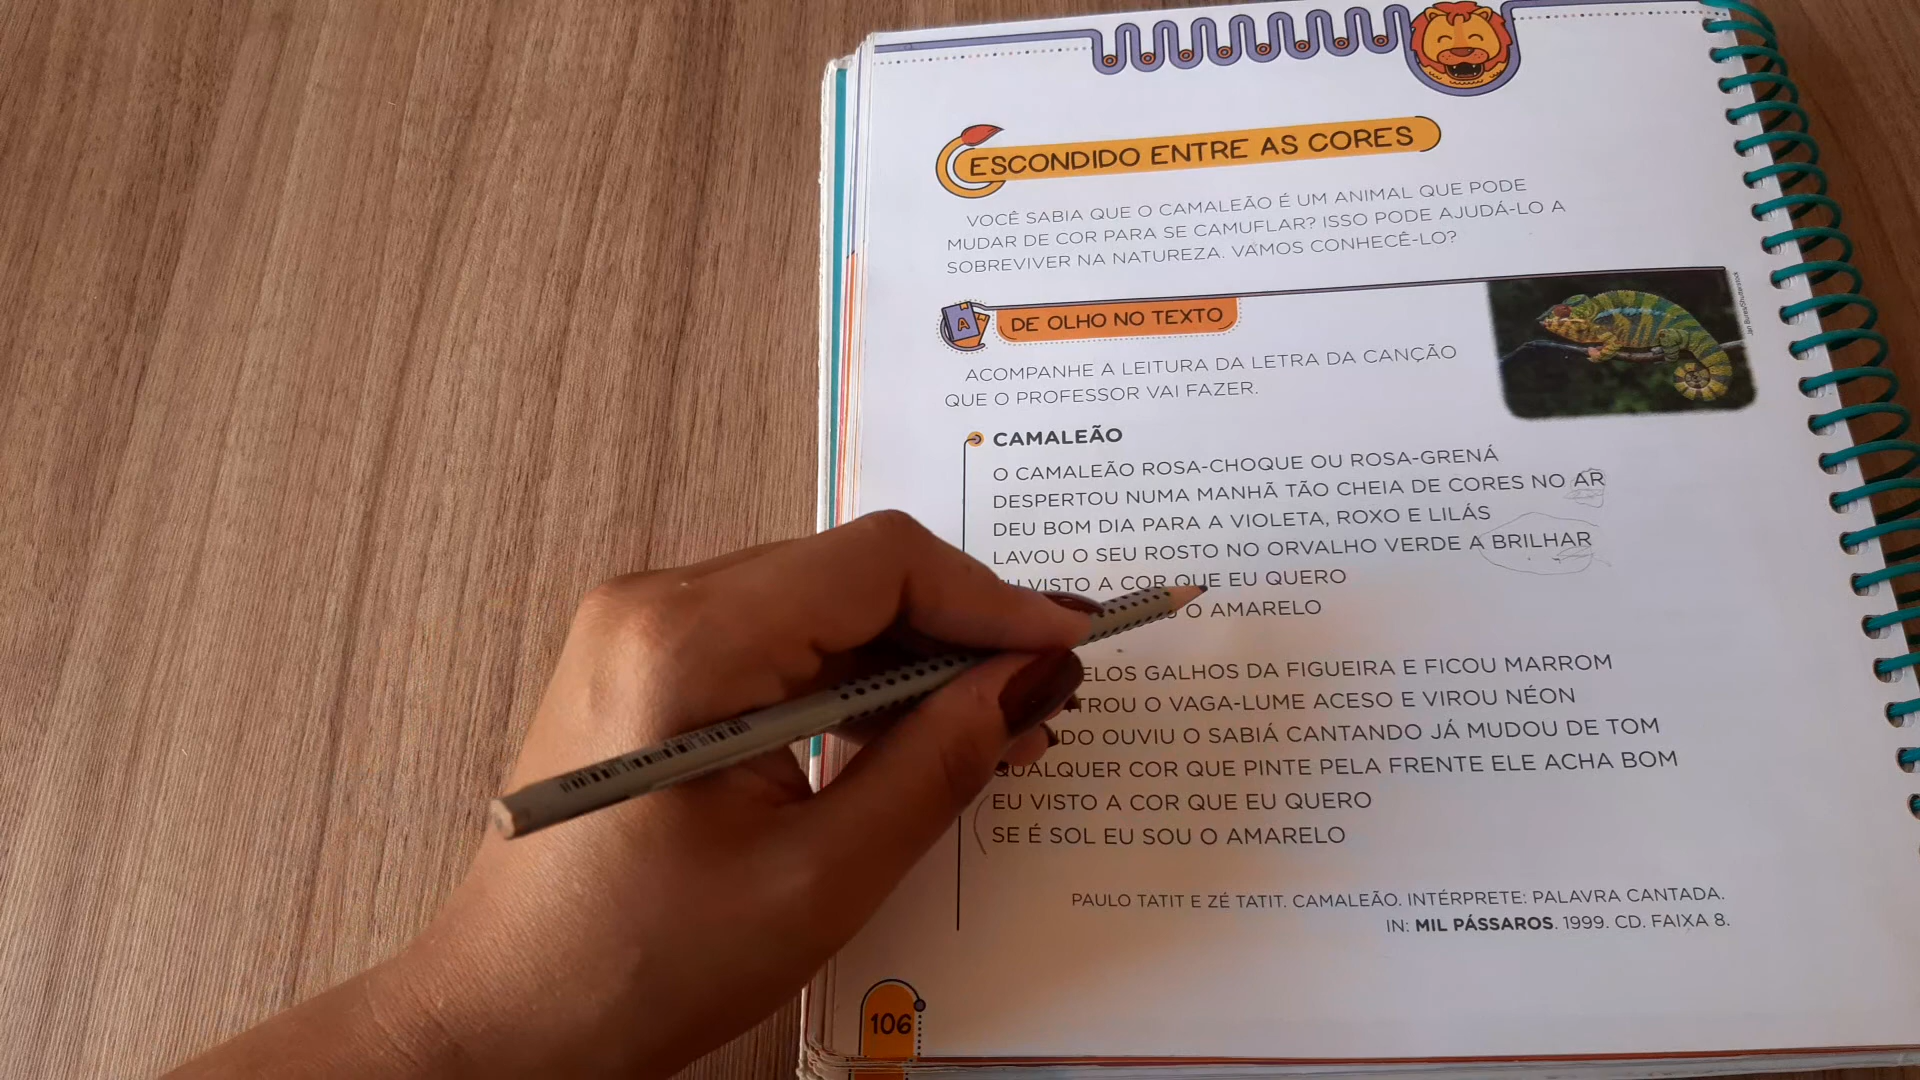 ESCONDIDO ENTRE AS CORES
VOCÊ SABIA QUE O CAMALEÃO É UM ANIMAL QUE PODE
MUDAR DE COR PARA SE CAMUFLAR? ISSO PODE AJUDÁ-LO A
SOBREVIVER NA NATUREZA. VAMOS CONHECÊ-LO?
A
DE OLHO NO TEXTO
ACOMPANHE A LEITURA DA LETRA DA CANÇÃO
QUE O PROFESSOR VAI FAZER.
CAMALEÃO
O CAMALEÃO ROSA-CHOQUE OU ROSA-GRENÁ
DESPERTOU NUMA MANHÃ TÃO CHEIA DE CORES NO AR
DEU BOM DIA PARA A VIOLETA, ROXO E LILÁS
LAVOU O SEU ROSTO NO ORVALHO VERDE A BRILHAR
VISTO A COR QUE EU QUERO
O AMARELO
GALHOS DA FIGUEIRA E FICOU MARROM
O VAGA-LUME ACESO E VIROU NÉON
OUVIU O SABIÁ CANTANDO JÁ MUDOU DE TOM
QUALQUER COR QUE PINTE PELA FRENTE ELE ACHA BOM
EU VISTO A COR QUE EU QUERO
SE É SOL EU SOU O AMARELO
PAULO TATIT E ZÉ TATIT. CAMALEÃO. INTÉRPRETE: PALAVRA CANTADA.
IN: MIL PÁSSAROS. 1999. CD. FAIXA 8.
106